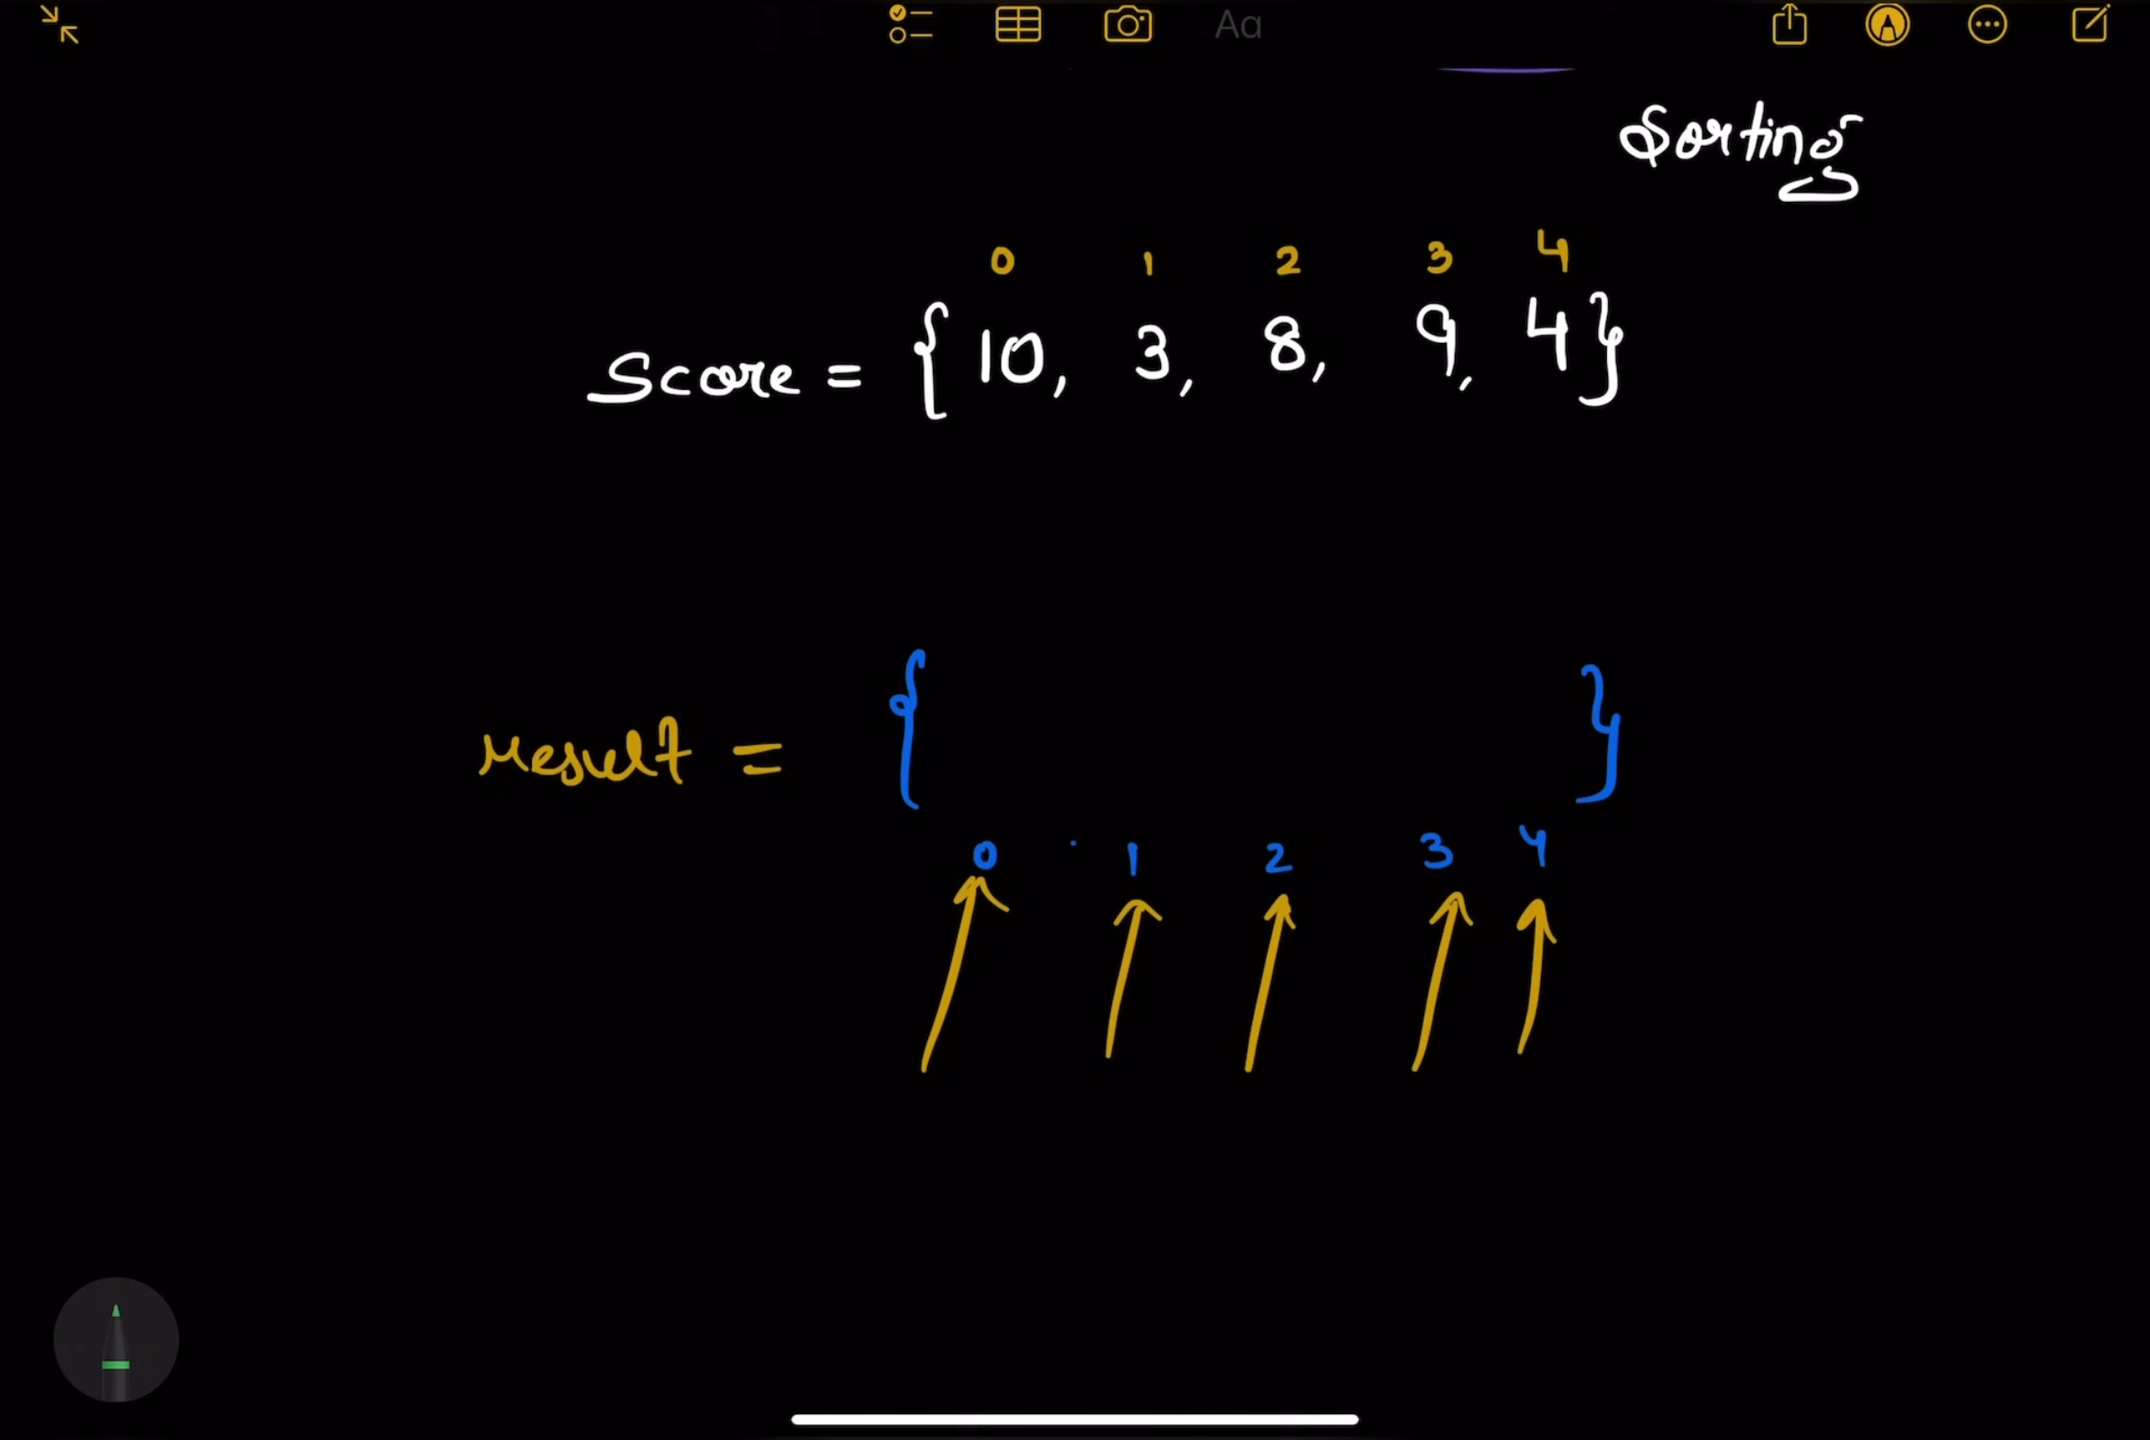 Aa
Sorting
0 1 2 3 4
Score = { 10, 3, 8, 9, 4 }
result = { }
0 1 2 3 4